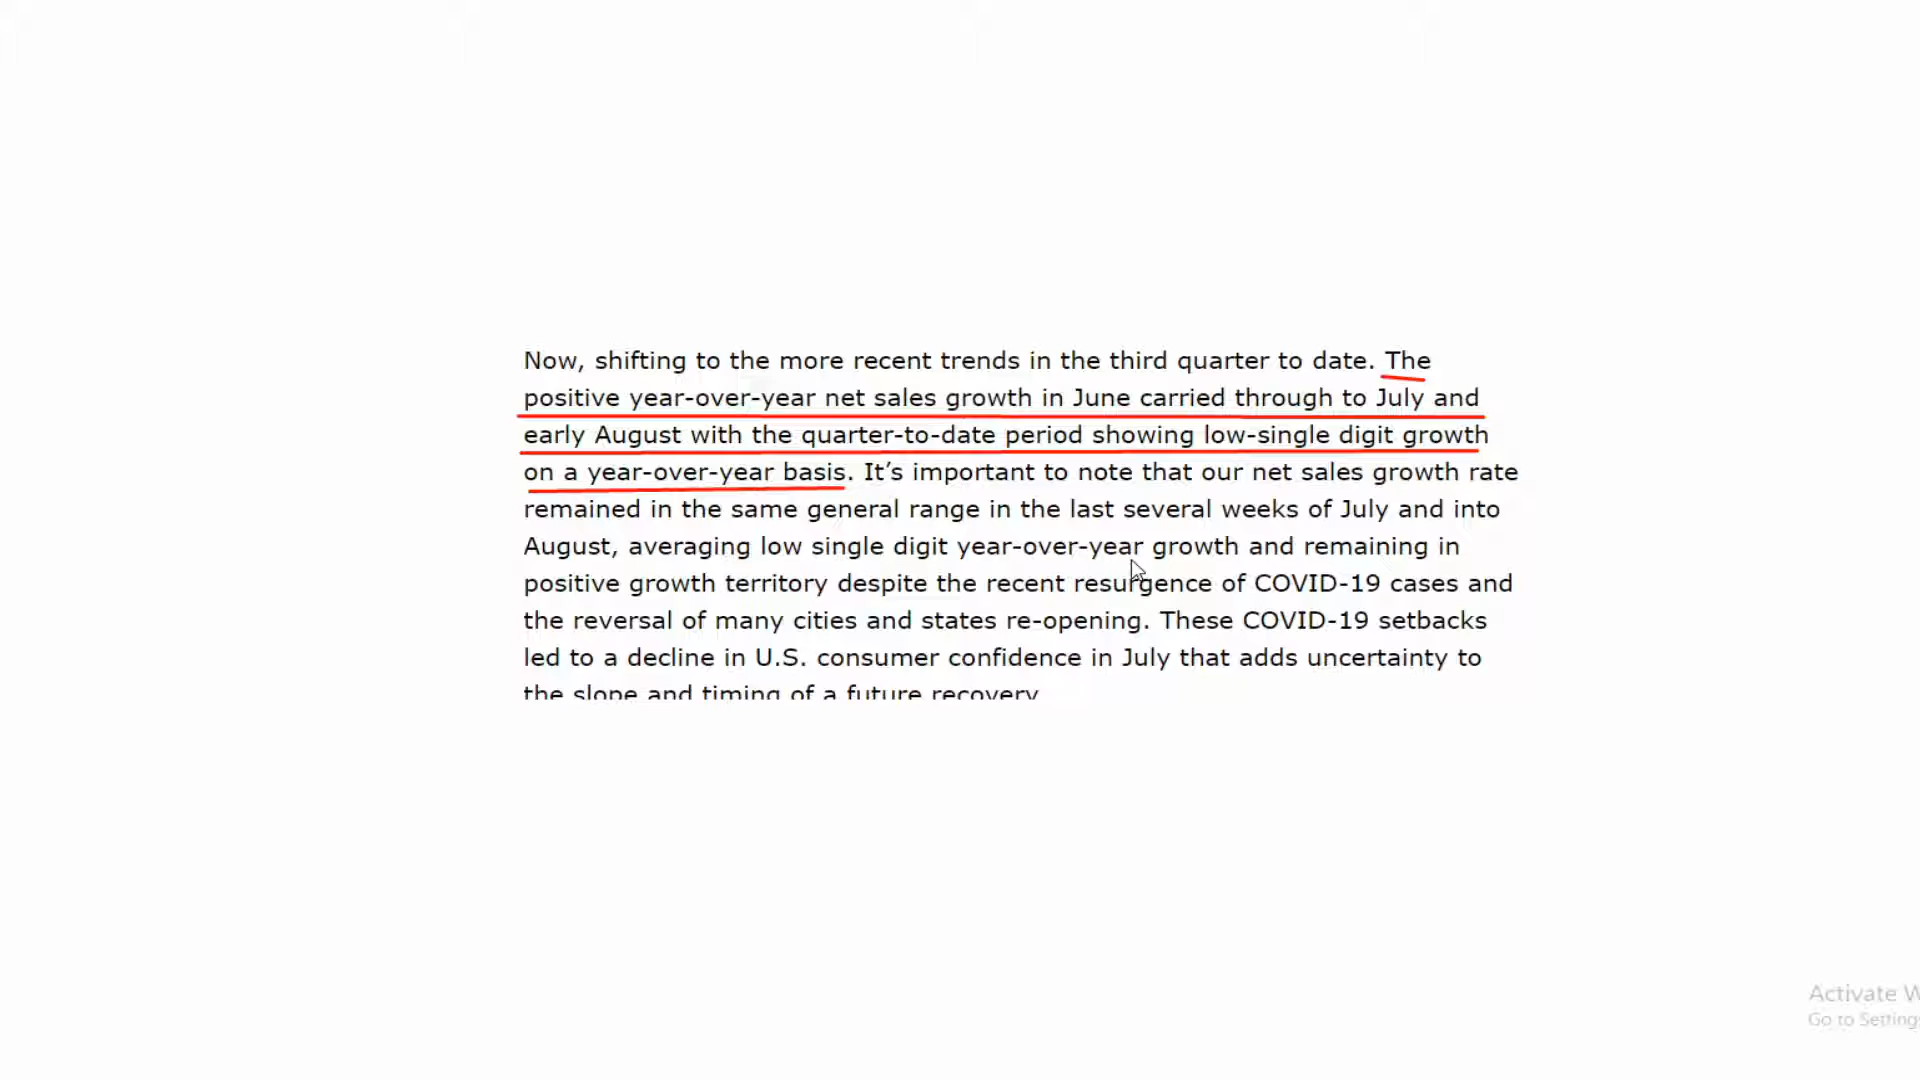 Now, shifting to the more recent trends in the third quarter to date. The
positive year-over-year net sales growth in June carried through to July and
early August with the quarter-to-date period showing low-single digit growth
on a year-over-year basis. It’s important to note that our net sales growth rate
remained in the same general range in the last several weeks of July and into
August, averaging low single digit year-over-year growth and remaining in
positive growth territory despite the recent resurgence of COVID-19 cases and
the reversal of many cities and states re-opening. These COVID-19 setbacks
led to a decline in U.S. consumer confidence in July that adds uncertainty to
the slope and timing of a future recovery
Activate W
Go to Settings